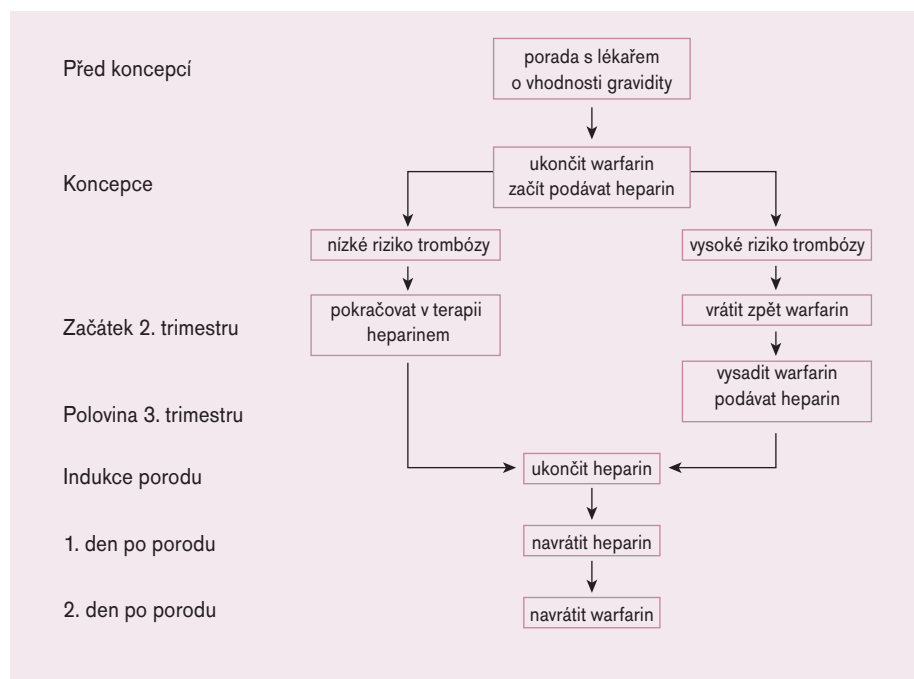 Před koncepcí
porada s lékařem
o vhodnosti gravidity
Koncepce
ukončit warfarin
začít podávat heparin
nízké riziko trombózy
vysoké riziko trombózy
Začátek 2. trimestru
pokračovat v terapii
heparinem
vrátit zpět warfarin
vysadit warfarin
podávat heparin
Polovina 3. trimestru
Indukce porodu
ukončit heparin
1. den po porodu
navrátit heparin
2. den po porodu
navrátit warfarin